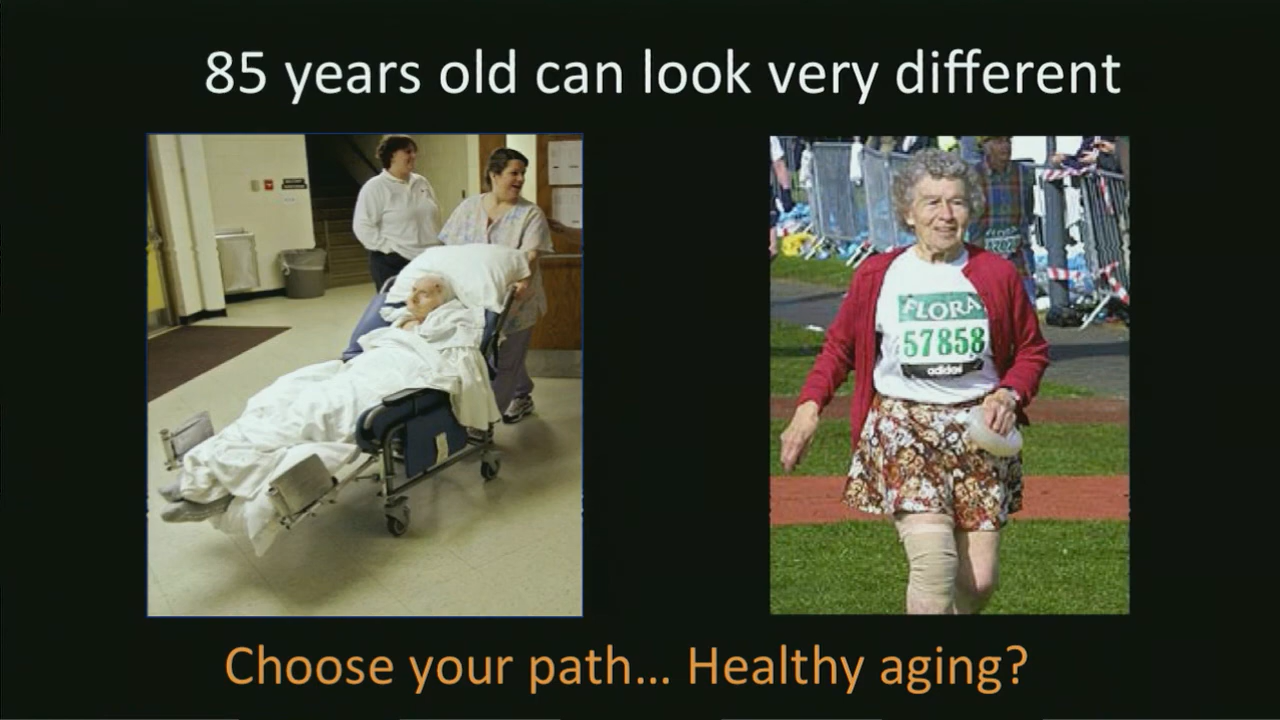 85 years old can look very different
FLORA
57858
adidas
Choose your path... Healthy aging?